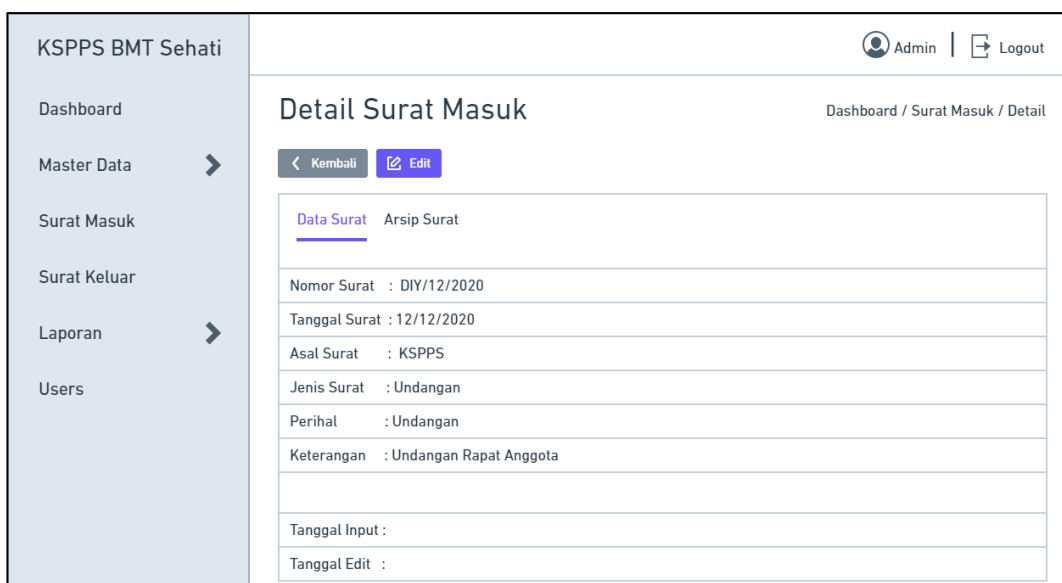 KSPPS BMT Sehati
Admin
Logout
Dashboard
Master Data
Surat Masuk
Surat Keluar
Laporan
Users
Detail Surat Masuk
Dashboard / Surat Masuk / Detail
Kembali
Edit
Data Surat Arsip Surat
Nomor Surat : DIY/12/2020
Tanggal Surat : 12/12/2020
Asal Surat : KSPPS
Jenis Surat : Undangan
Perihal : Undangan
Keterangan : Undangan Rapat Anggota
Tanggal Input :
Tanggal Edit :